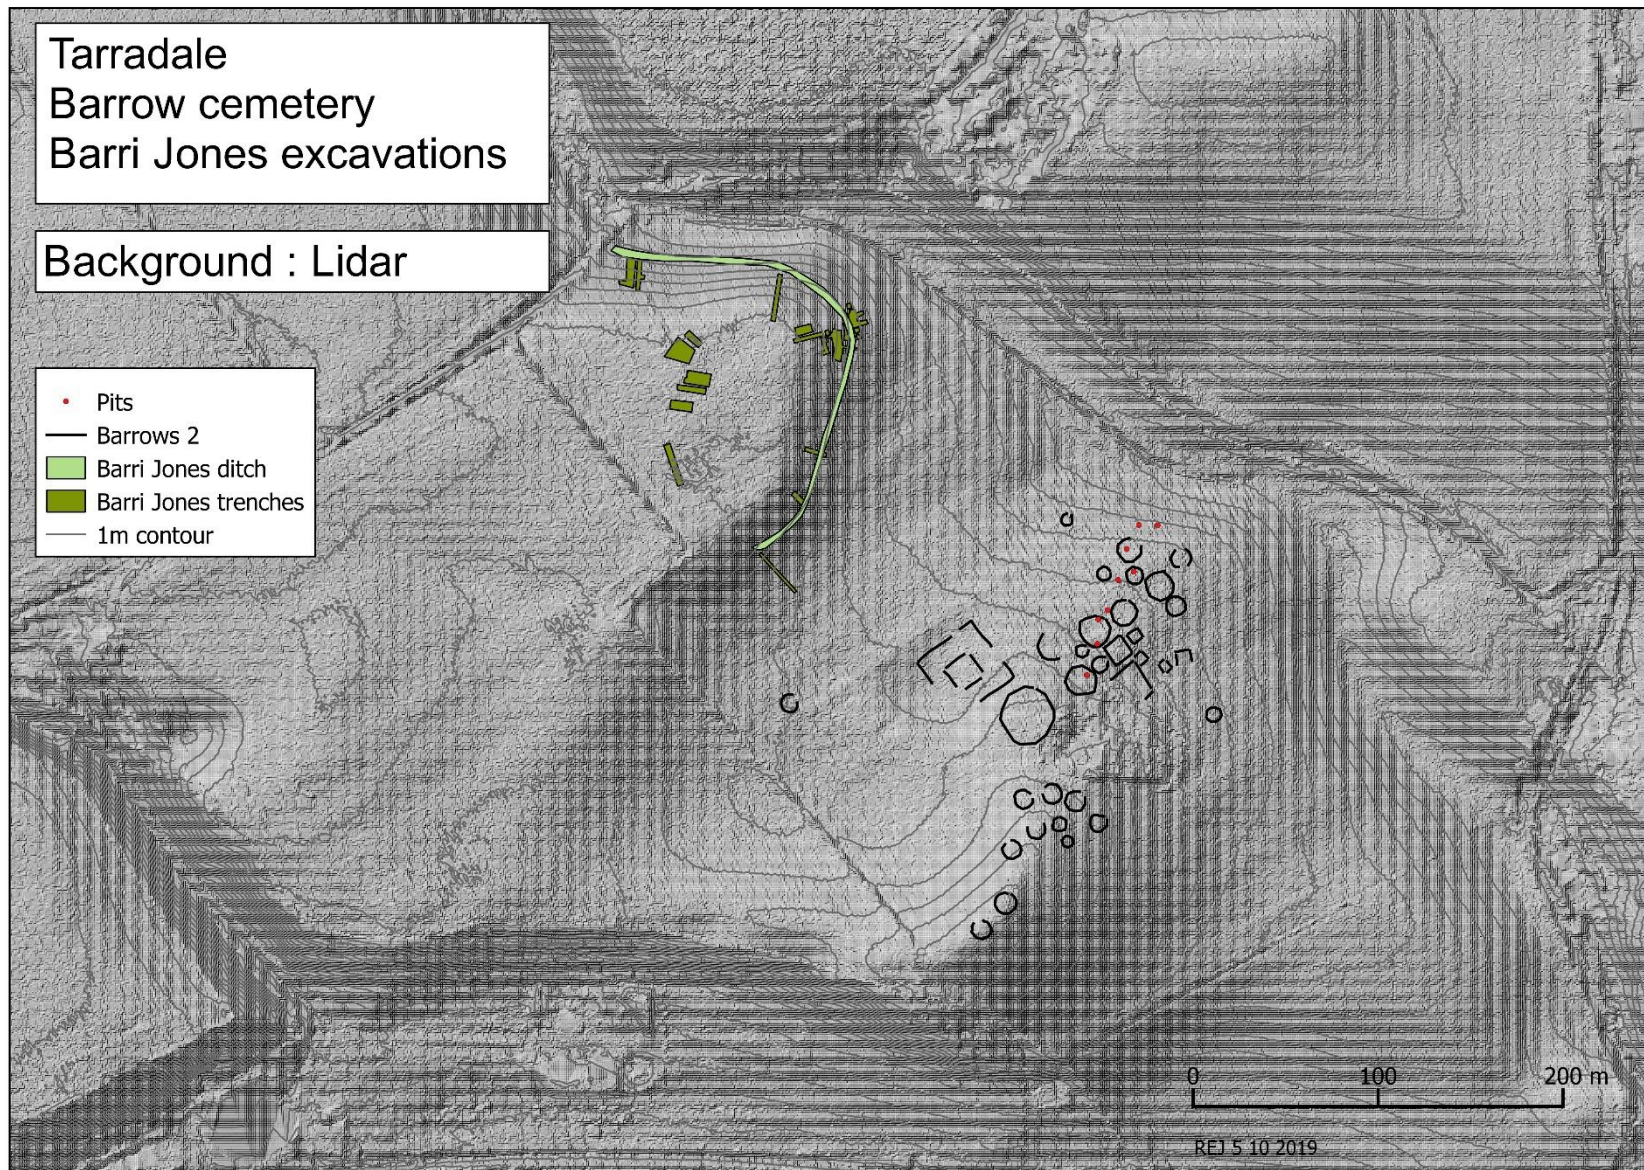 Tarradale
Barrow cemetery
Barri Jones excavations
Background : Lidar
Pits
Barrows 2
Barri Jones ditch
Barri Jones trenches
1m contour
0 100 200 m
REJ 5 10 2019